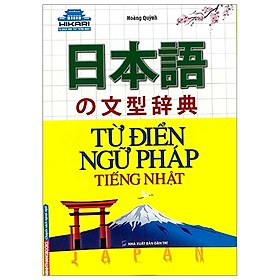 Hoàng Quỳnh
HIKARI
日本語
の文型辞典
TỪ ĐIỂN
NGỮ PHÁP
TIẾNG NHẬT
NHÀ XUẤT BẢN DÂN TRÍ
JAPAN